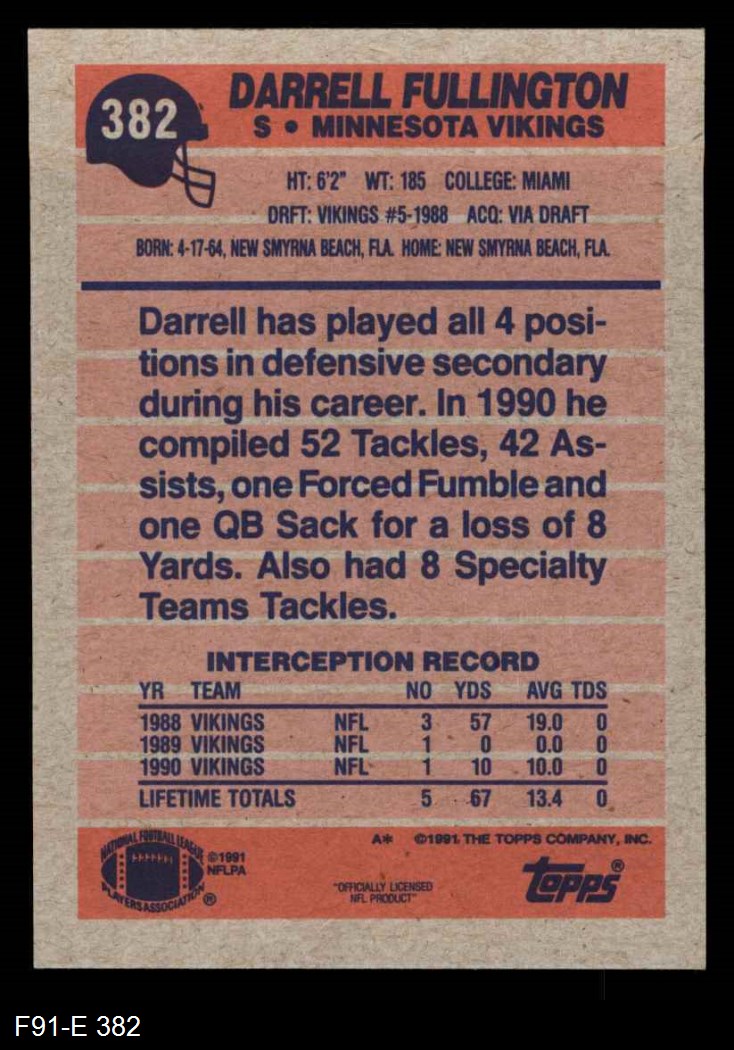 382
DARRELL FULLINGTON
S • MINNESOTA VIKINGS
HT: 6'2" WT: 185 COLLEGE: MIAMI
DRFT: VIKINGS #5-1988 ACQ: VIA DRAFT
BORN: 4-17-64, NEW SMYRNA BEACH, FLA. HOME: NEW SMYRNA BEACH, FLA.
Darrell has played all 4 posi-
tions in defensive secondary
during his career. In 1990 he
compiled 52 Tackles, 42 As-
sists, one Forced Fumble and
one QB Sack for a loss of 8
Yards. Also had 8 Specialty
Teams Tackles.
INTERCEPTION RECORD
YR TEAM NO YDS AVG TDS
1988 VIKINGS NFL 3 57 19.0 0
1989 VIKINGS NFL 1 0 0.0 0
1990 VIKINGS NFL 1 10 10.0 0
LIFETIME TOTALS 5 67 13.4 0
A* ©1991 THE TOPPS COMPANY, INC.
NATIONAL FOOTBALL LEAGUE
PLAYERS ASSOCIATION ®
©1991
NFLPA
"OFFICIALLY LICENSED
NFL PRODUCT"
topps®
F91-E 382